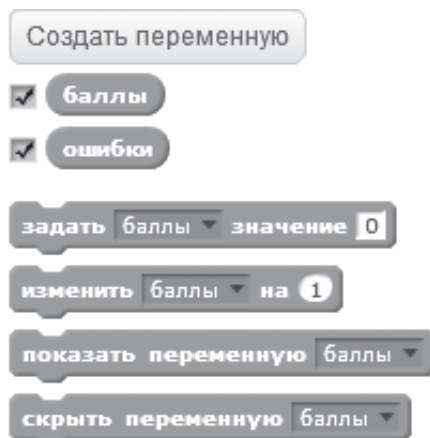 Создать переменную
баллы
ошибки
задать баллы значение 0
изменить баллы на 1
показать переменную баллы
скрыть переменную баллы